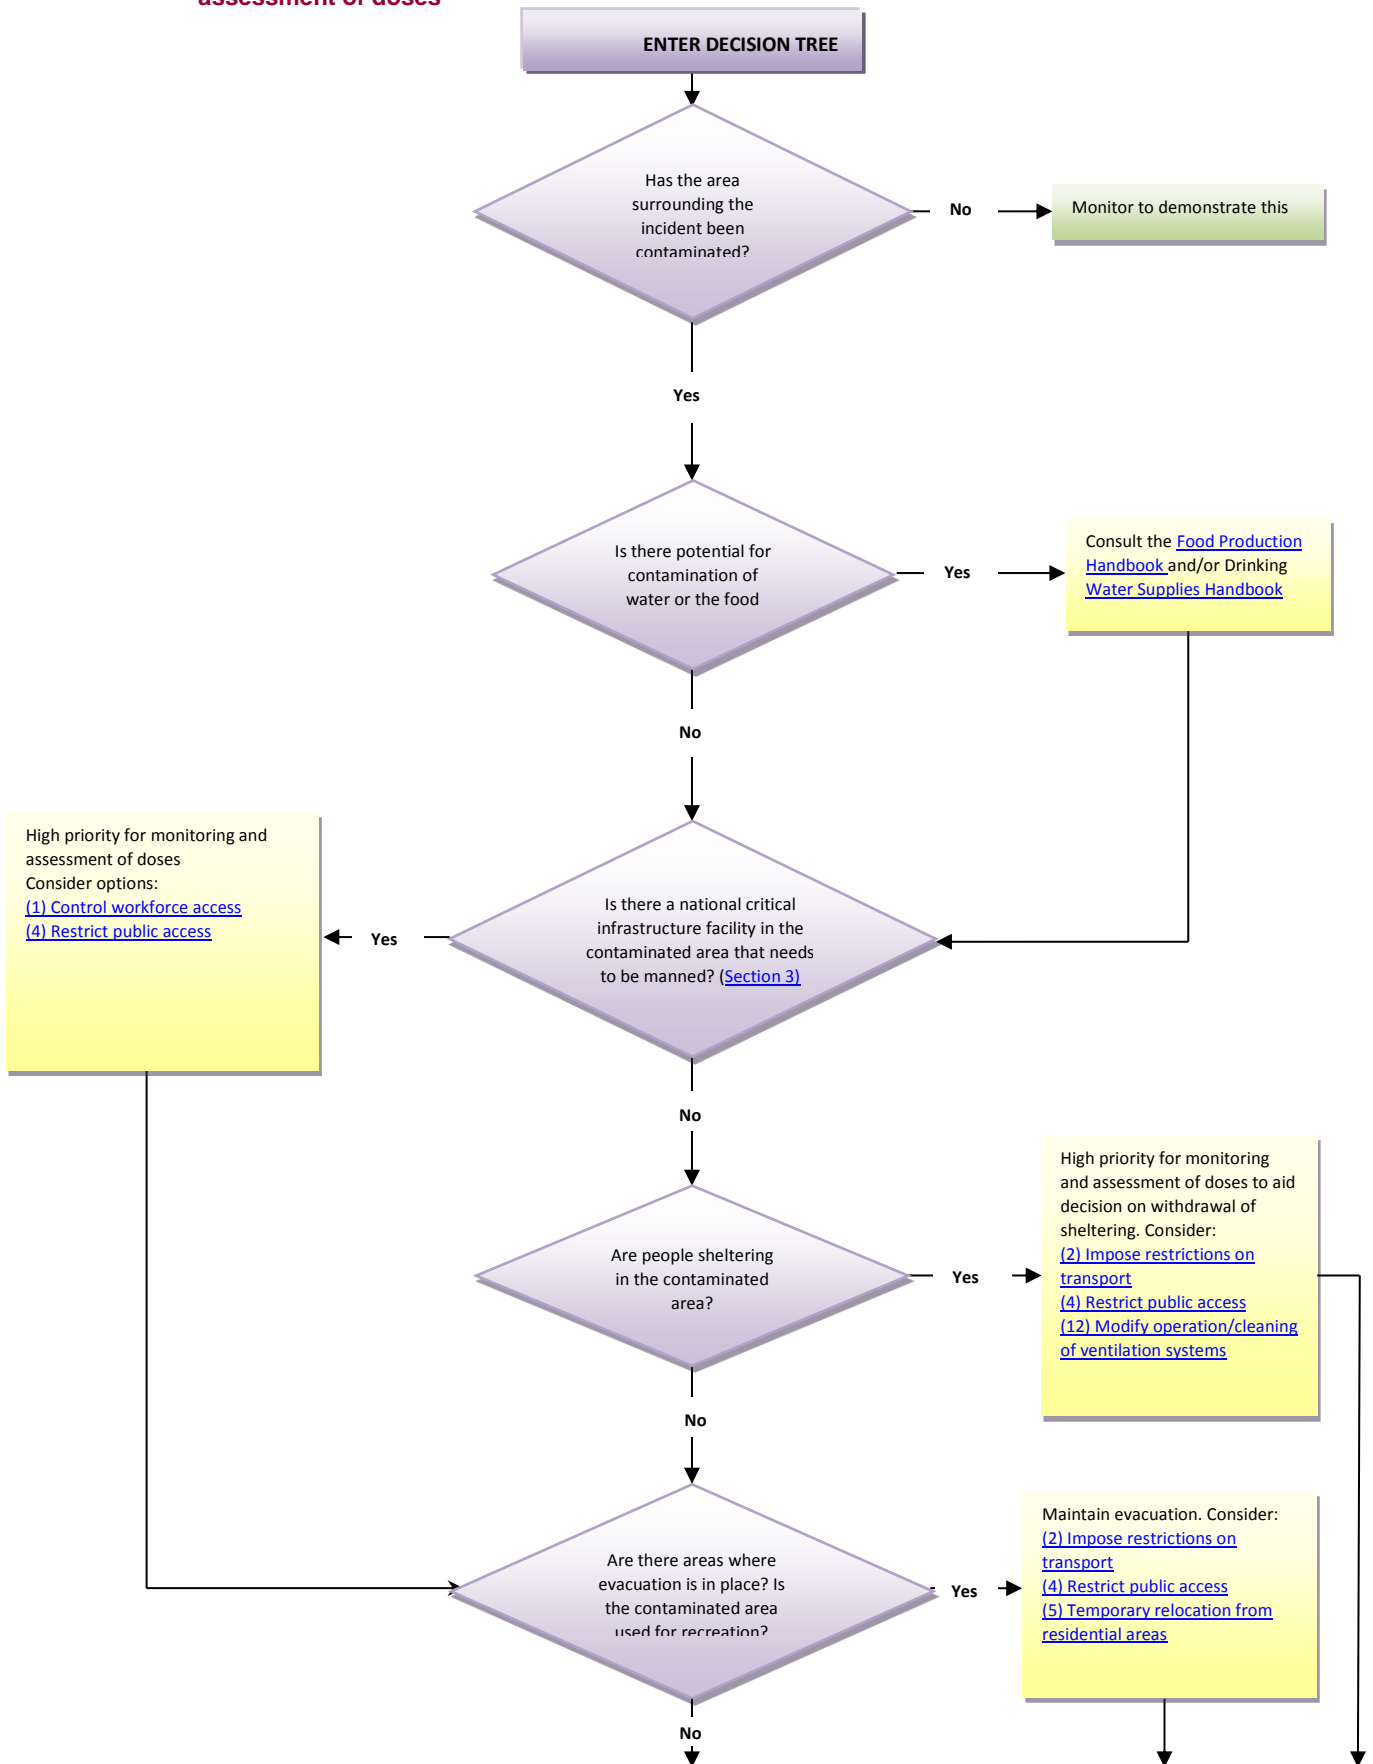 assessment of doses
ENTER DECISION TREE
Has the area
surrounding the
incident been
contaminated?
No
Monitor to demonstrate this
Yes
Is there potential for
contamination of
water or the food
Yes
Consult the Food Production
Handbook and/or Drinking
Water Supplies Handbook
No
High priority for monitoring and
assessment of doses
Consider options:
(1) Control workforce access
(4) Restrict public access
Yes
Is there a national critical
infrastructure facility in the
contaminated area that needs
to be manned? (Section 3)
No
Are people sheltering
in the contaminated
area?
Yes
High priority for monitoring
and assessment of doses to aid
decision on withdrawal of
sheltering. Consider:
(2) Impose restrictions on
transport
(4) Restrict public access
(12) Modify operation/cleaning
of ventilation systems
No
Are there areas where
evacuation is in place? Is
the contaminated area
used for recreation?
Yes
Maintain evacuation. Consider:
(2) Impose restrictions on
transport
(4) Restrict public access
(5) Temporary relocation from
residential areas
No